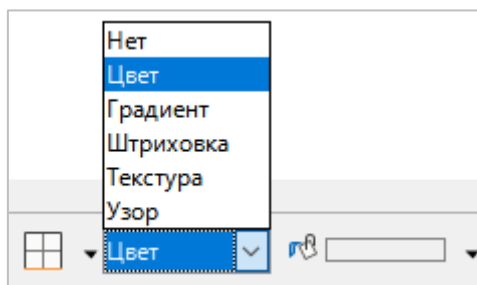 Нет
Цвет
Градиент
Штриховка
Текстура
Узор
Цвет